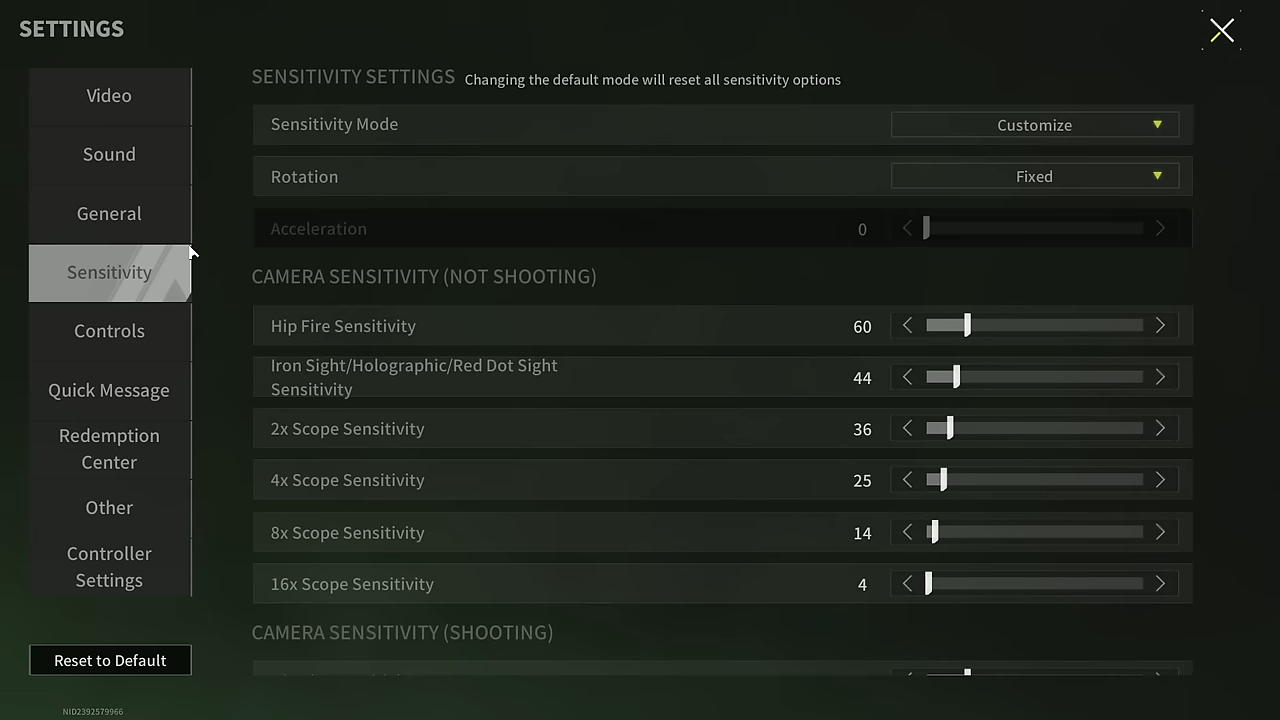 SETTINGS
Video
Sound
General
Sensitivity
Controls
Quick Message
Redemption
Center
Other
Controller
Settings
Reset to Default
NID2392579966
SENSITIVITY SETTINGS Changing the default mode will reset all sensitivity options
Sensitivity Mode Customize
Rotation Fixed
Acceleration 0
CAMERA SENSITIVITY (NOT SHOOTING)
Hip Fire Sensitivity 60
Iron Sight/Holographic/Red Dot Sight
Sensitivity 44
2x Scope Sensitivity 36
4x Scope Sensitivity 25
8x Scope Sensitivity 14
16x Scope Sensitivity 4
CAMERA SENSITIVITY (SHOOTING)